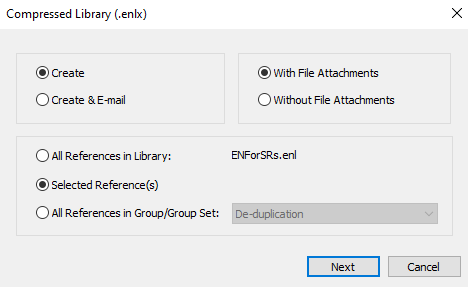 Compressed Library (.enlx)
Create
With File Attachments
Create & E-mail
Without File Attachments
All References in Library: ENForSRs.enl
Selected Reference(s)
All References in Group/Group Set: De-duplication
Next Cancel